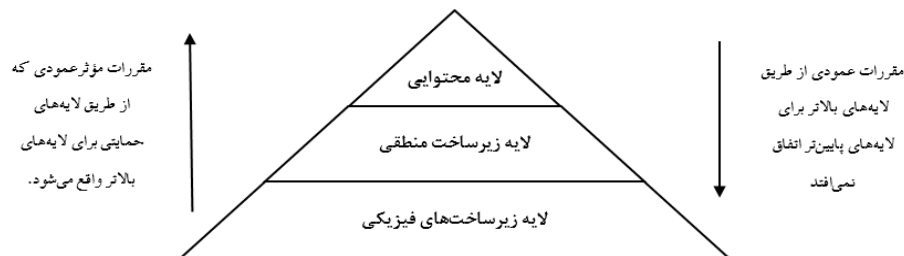 مقررات عمودی از طریق
لایه‌های بالاتر برای
لایه‌های پایین‌تر اتفاق
نمی‌افتد
لایه محتوایی
لایه زیرساخت منطقی
لایه زیرساخت‌های فیزیکی
مقررات مؤثرعمودی که
از طریق لایه‌های
حمایتی برای لایه‌های
بالاتر واقع می‌شود.